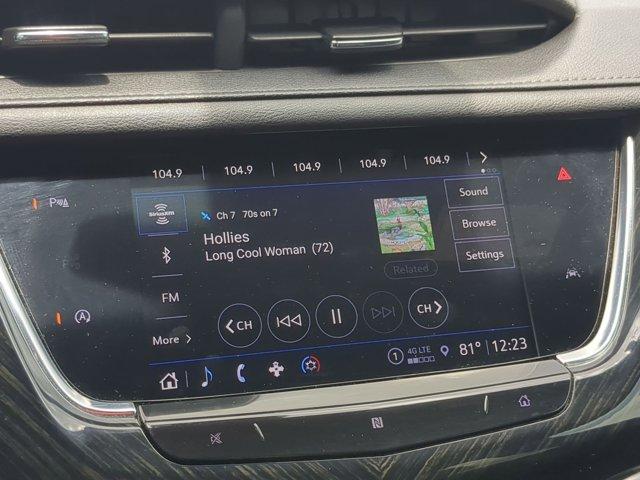 104.9 104.9 104.9 104.9 104.9
SiriusXM
Ch 7 70s on 7
Hollies
Long Cool Woman (72)
Sound
Browse
Settings
Related
FM
More
CH
CH
1 4G LTE 81° 12:23
P
A
N